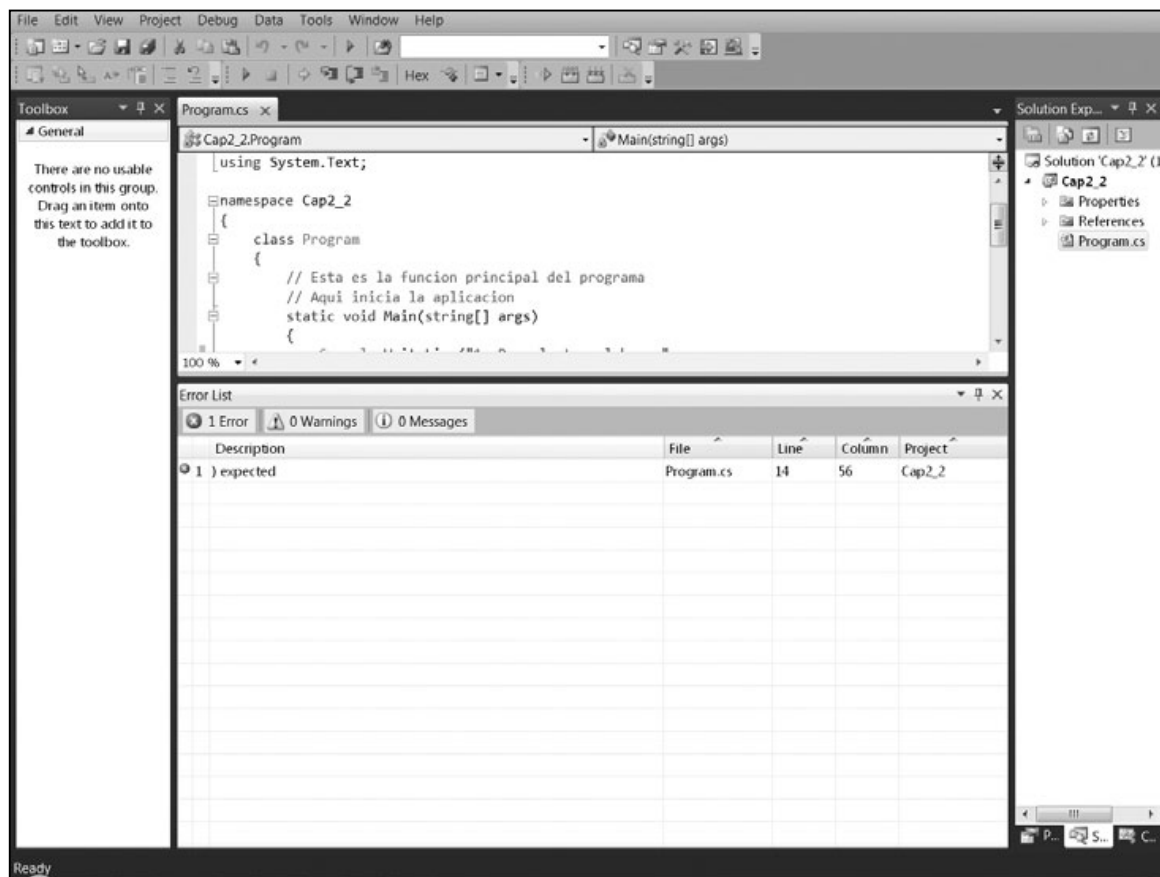 File Edit View Project Debug Data Tools Window Help
Hex
Toolbox
General
There are no usable
controls in this group.
Drag an item onto
this text to add it to
the toolbox.
Program.cs
Cap2_2.Program
Main(string[] args)
using System.Text;
namespace Cap2_2
{
class Program
{
// Esta es la funcion principal del programa
// Aqui inicia la aplicacion
static void Main(string[] args)
{
100 %
Error List
1 Error 0 Warnings 0 Messages
Description File Line Column Project
1 ) expected Program.cs 14 56 Cap2_2
Solution Exp...
Solution 'Cap2_2' (1
Cap2_2
Properties
References
Program.cs
P... S... C...
Ready